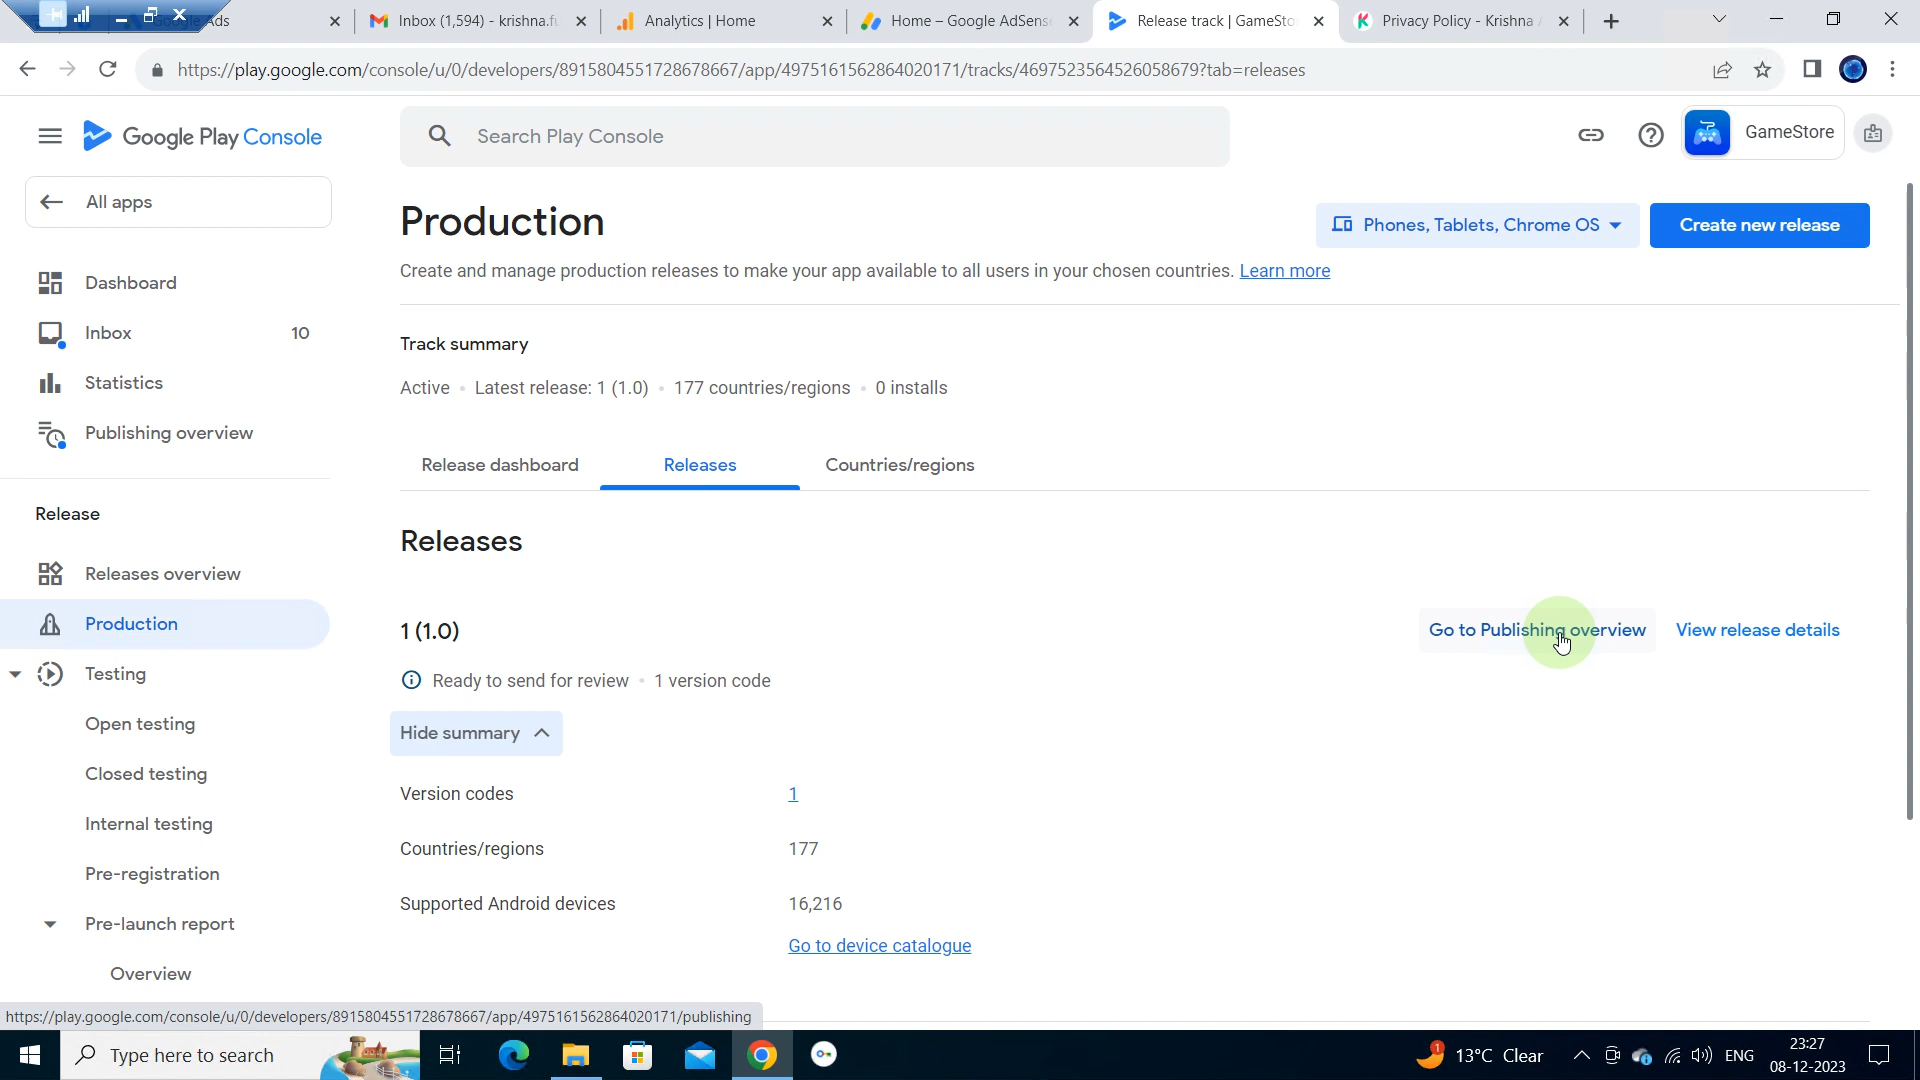 Google Ads
Inbox (1,594) - krishna.fu
Analytics | Home
Home – Google AdSense
Release track | GameStor
Privacy Policy - Krishna
https://play.google.com/console/u/0/developers/8915804551728678667/app/4975161562864020171/tracks/4697523564526058679?tab=releases
Google Play Console
Search Play Console
GameStore
All apps
Production
Phones, Tablets, Chrome OS
Create new release
Create and manage production releases to make your app available to all users in your chosen countries. Learn more
Dashboard
Inbox 10
Statistics
Publishing overview
Track summary
Active • Latest release: 1 (1.0) • 177 countries/regions • 0 installs
Release dashboard
Releases
Countries/regions
Release
Releases overview
Production
Testing
Open testing
Closed testing
Internal testing
Pre-registration
Pre-launch report
Overview
Releases
1 (1.0)
Go to Publishing overview
View release details
Ready to send for review • 1 version code
Hide summary
Version codes 1
Countries/regions 177
Supported Android devices 16,216
Go to device catalogue
https://play.google.com/console/u/0/developers/8915804551728678667/app/4975161562864020171/publishing
Type here to search
1
13°C Clear
ENG
23:27
08-12-2023